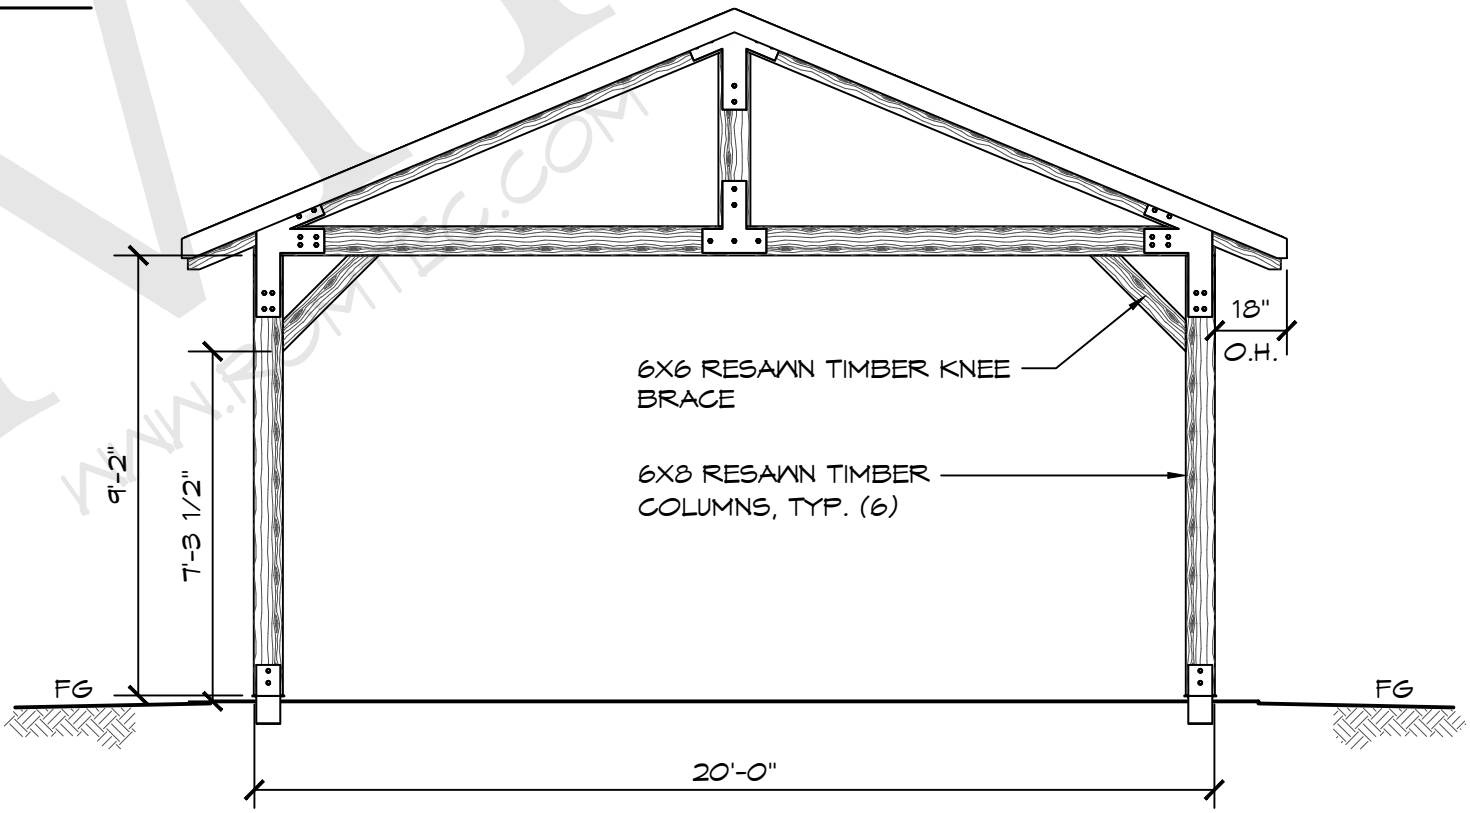 WWW.ROMTEC.COM
18"
O.H.
6X6 RESAWN TIMBER KNEE
BRACE
6X8 RESAWN TIMBER
COLUMNS, TYP. (6)
9'-2"
7'-3 1/2"
FG
FG
20'-0"